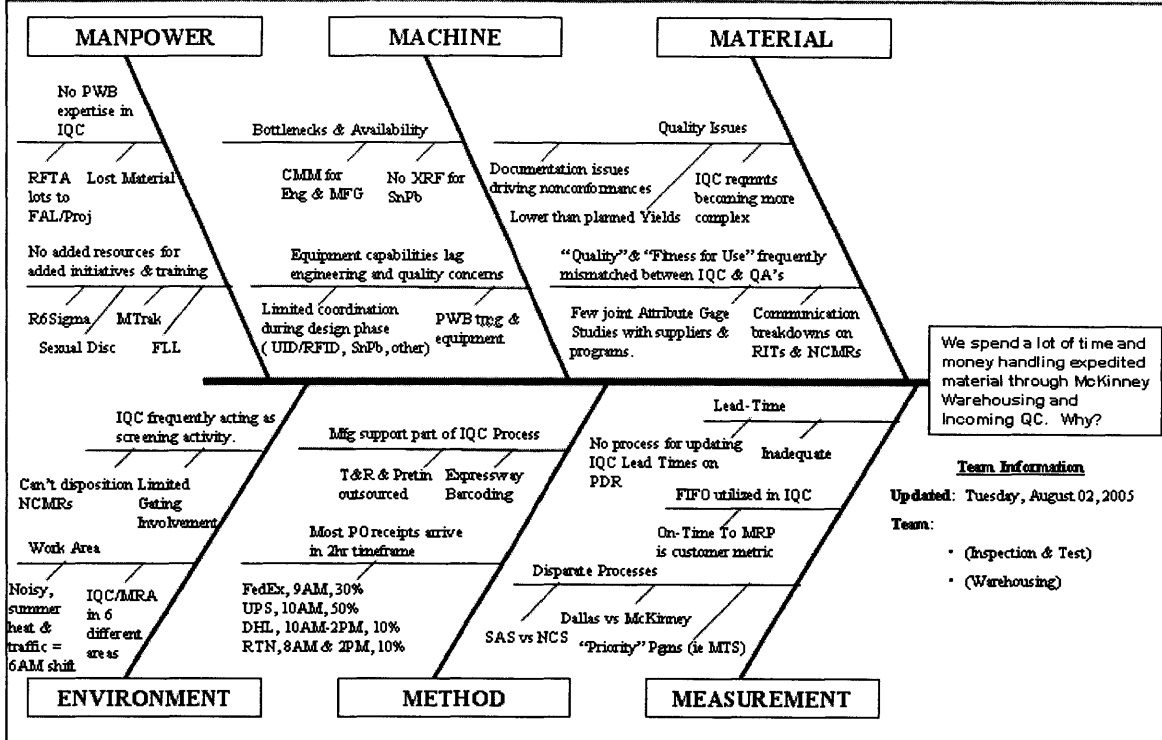 MANPOWER
MACHINE
MATERIAL
No PWB
expertise in
IQC
RFTA
lots to
FAL/Proj
Lost Material
No added resources for
added initiatives & training
R6Sigma
MTrak
Sexual Disc
FLL
Bottlenecks & Availability
CMM for
Eng & MFG
No XRF for
SnPb
Equipment capabilities lag
engineering and quality concerns
Limited coordination
during design phase
( UID/RFID, SnPb, other)
PWB trng &
equipment
Quality Issues
Documentation issues
driving nonconformances
Lower than planned Yields
IQC reqmnts
becoming more
complex
“Quality” & “Fitness for Use” frequently
mismatched between IQC & QA's
Few joint Attribute Gage
Studies with suppliers &
programs.
Communication
breakdowns on
RITs & NCMRs
We spend a lot of time and
money handling expedited
material through McKinney
Warehousing and
Incoming QC. Why?
IQC frequently acting as
screening activity.
Can't disposition
NCMRs
Limited
Gating
Involvement
Work Area
Noisy,
summer
heat &
traffic =
6AM shift
IQC/MRA
in 6
different
areas
Mfg support part of IQC Process
T&R & Pretin
outsourced
Expressway
Barcoding
Most PO receipts arrive
in 2hr timeframe
FedEx, 9AM, 30%
UPS, 10AM, 50%
DHL, 10AM-2PM, 10%
RTN, 8AM & 2PM, 10%
Lead-Time
No process for updating
IQC Lead Times on
PDR
Inadequate
FIFO utilized in IQC
On-Time To MRP
is customer metric
Disparate Processes
SAS vs NCS
Dallas vs McKinney
“Priority” Pgms (ie MTS)
Team Information
Updated: Tuesday, August 02, 2005
Team:
• (Inspection & Test)
• (Warehousing)
ENVIRONMENT
METHOD
MEASUREMENT